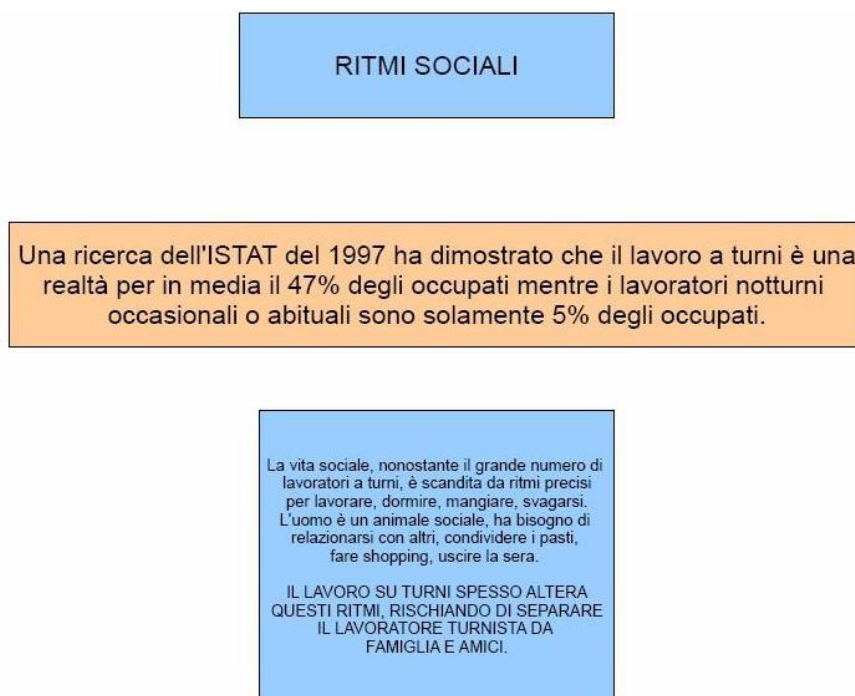 RITMI SOCIALI
Una ricerca dell'ISTAT del 1997 ha dimostrato che il lavoro a turni è una
realtà per in media il 47% degli occupati mentre i lavoratori notturni
occasionali o abituali sono solamente 5% degli occupati.
La vita sociale, nonostante il grande numero di
lavoratori a turni, è scandita da ritmi precisi
per lavorare, dormire, mangiare, svagarsi.
L'uomo è un animale sociale, ha bisogno di
relazionarsi con altri, condividere i pasti,
fare shopping, uscire la sera.
IL LAVORO SU TURNI SPESSO ALTERA
QUESTI RITMI, RISCHIANDO DI SEPARARE
IL LAVORATORE TURNISTA DA
FAMIGLIA E AMICI.